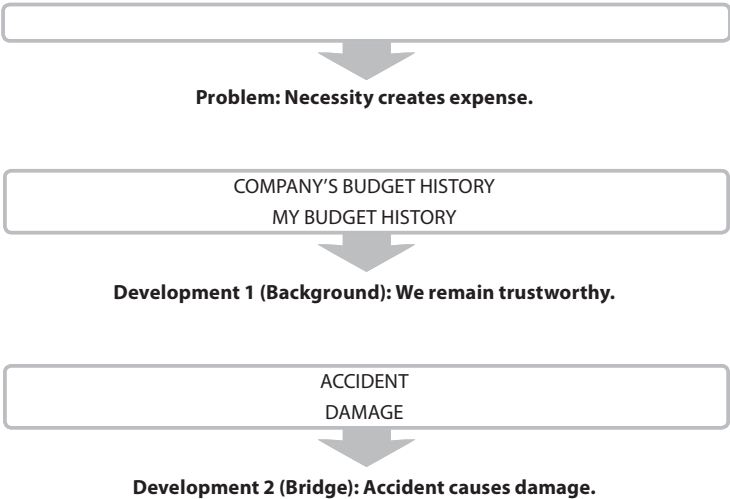 Problem: Necessity creates expense.
COMPANY’S BUDGET HISTORY
MY BUDGET HISTORY
Development 1 (Background): We remain trustworthy.
ACCIDENT
DAMAGE
Development 2 (Bridge): Accident causes damage.